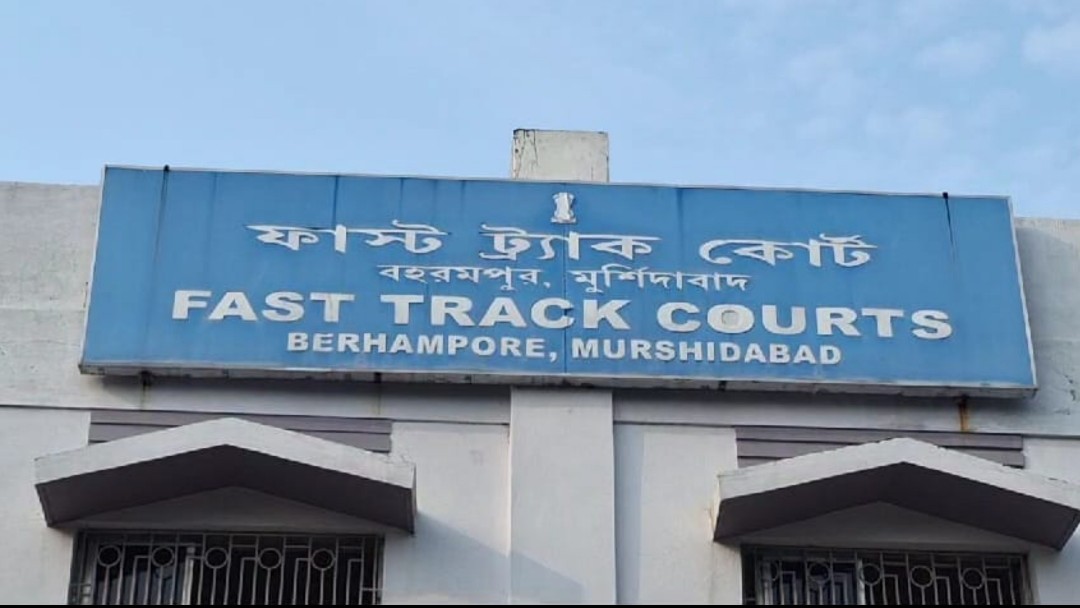 ফাস্ট ট্র্যাক কোর্ট
বহরমপুর, মুর্শিদাবাদ
FAST TRACK COURTS
BERHAMPORE, MURSHIDABAD